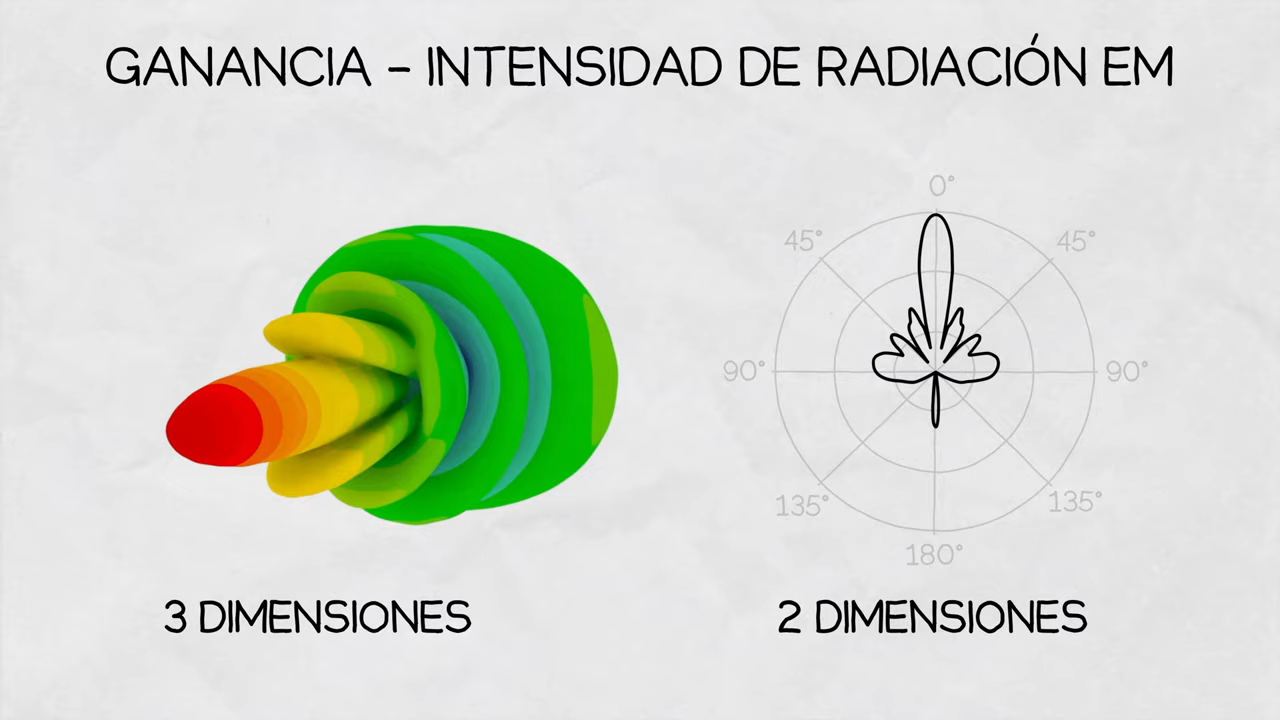 GANANCIA – INTENSIDAD DE RADIACIÓN EM
0°
45° 45°
90° 90°
135° 135°
180°
3 DIMENSIONES 2 DIMENSIONES